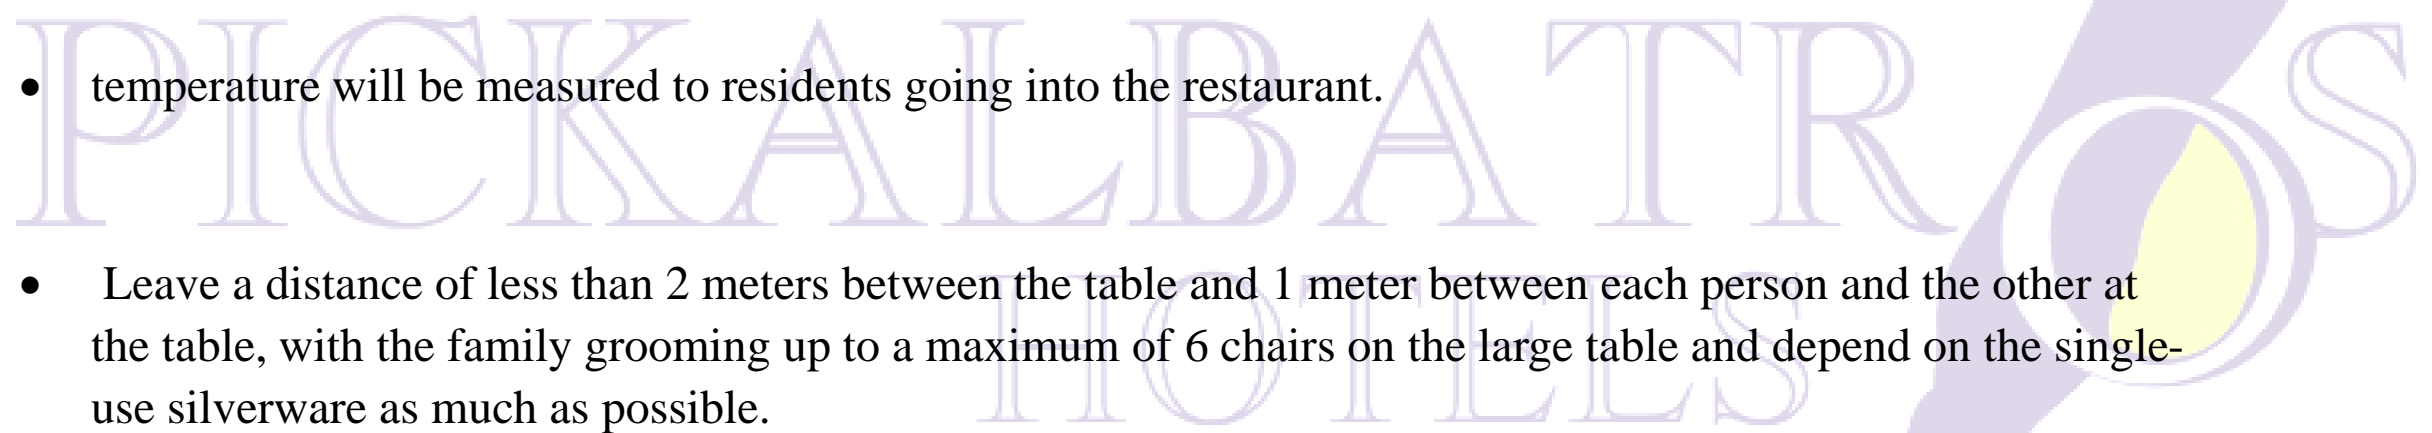 PICKALBATROS
• temperature will be measured to residents going into the restaurant.
HOTELS
• Leave a distance of less than 2 meters between the table and 1 meter between each person and the other at
the table, with the family grooming up to a maximum of 6 chairs on the large table and depend on the single-
use silverware as much as possible.